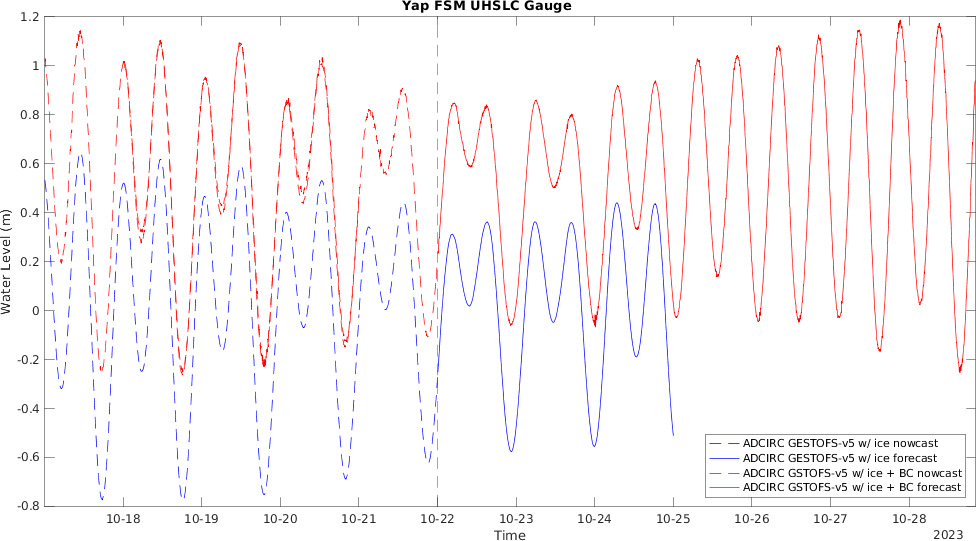 Yap FSM UHSLC Gauge
1.2
1
0.8
0.6
0.4
0.2
0
-0.2
-0.4
-0.6
-0.8
Water Level (m)
ADCIRC GESTOFS-v5 w/ ice nowcast
ADCIRC GESTOFS-v5 w/ ice forecast
ADCIRC GSTOFS-v5 w/ ice + BC nowcast
ADCIRC GSTOFS-v5 w/ ice + BC forecast
10-18 10-19 10-20 10-21 10-22 10-23 10-24 10-25 10-26 10-27 10-28
Time
2023